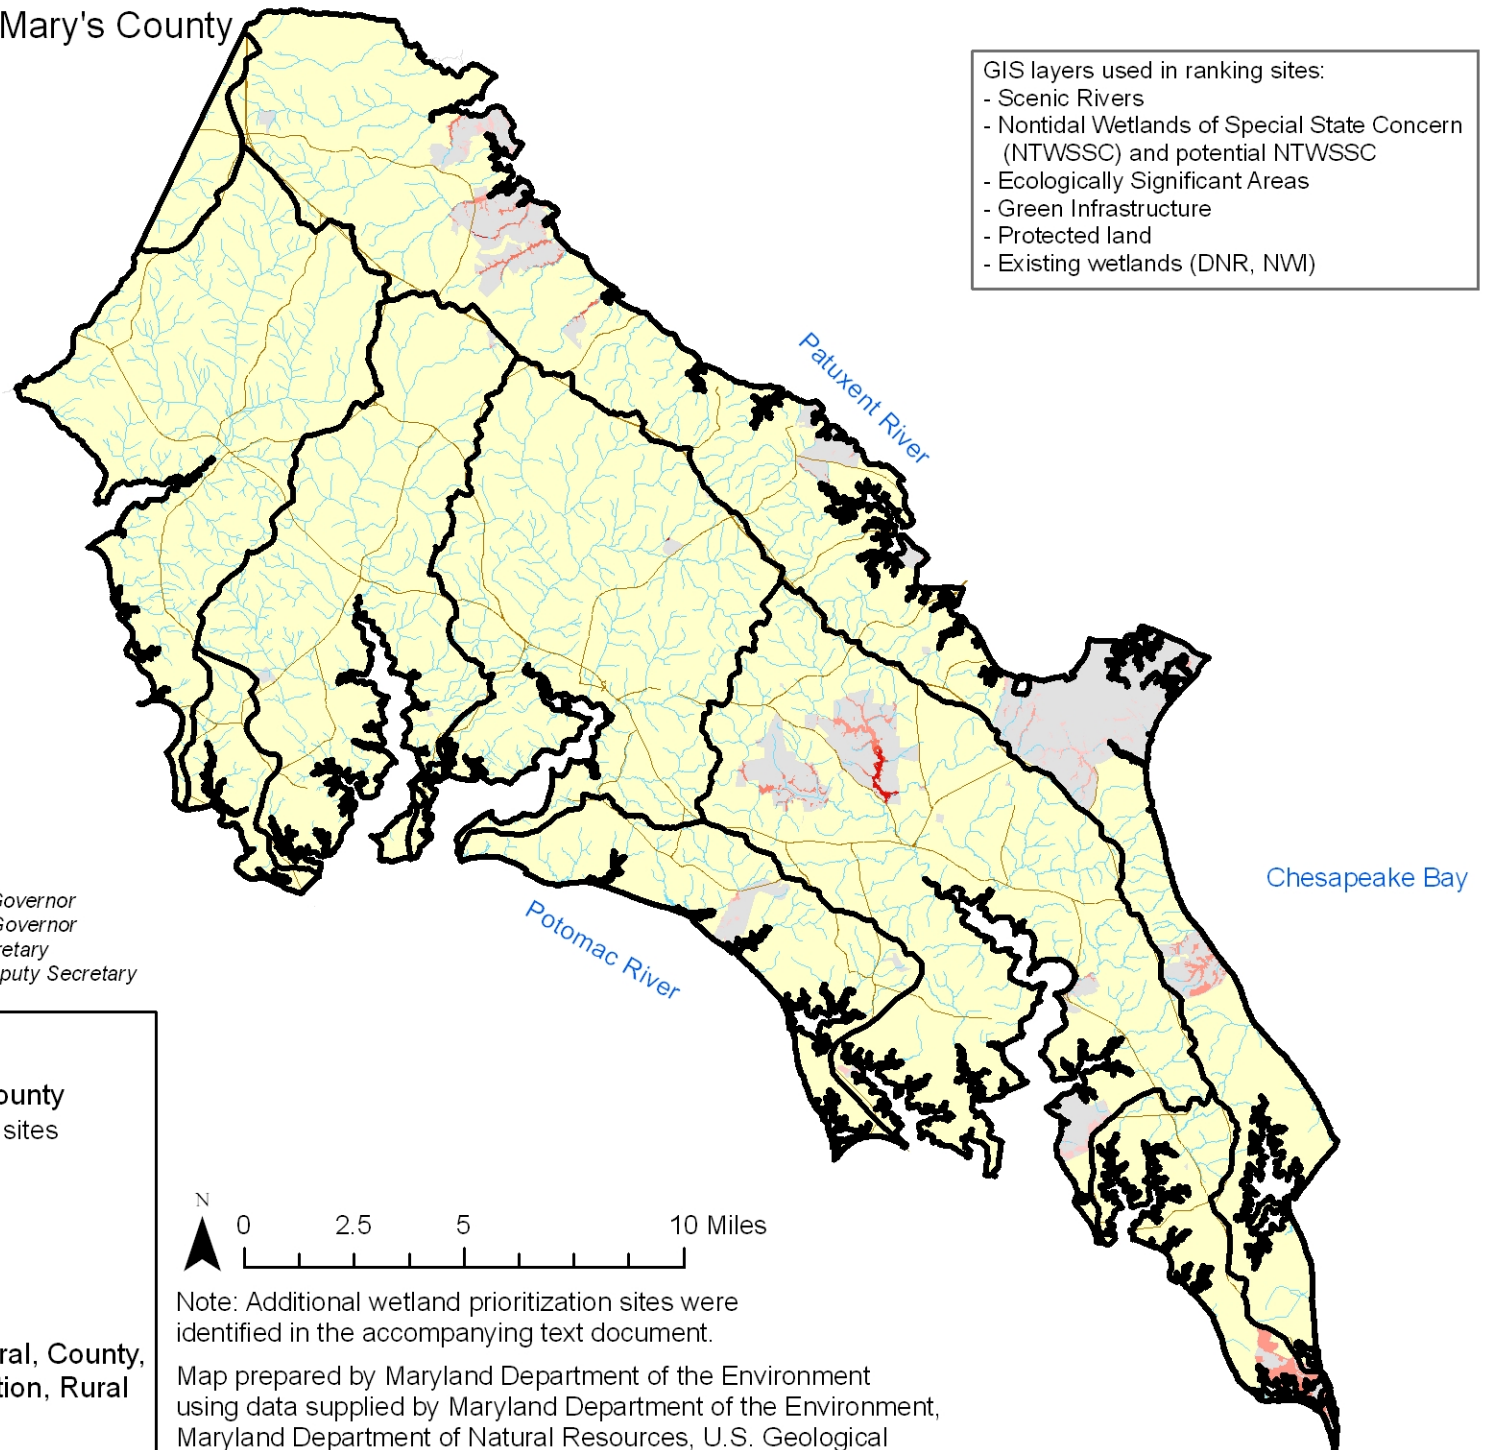 Mary's County
GIS layers used in ranking sites:
- Scenic Rivers
- Nontidal Wetlands of Special State Concern
(NTWSSC) and potential NTWSSC
- Ecologically Significant Areas
- Green Infrastructure
- Protected land
- Existing wetlands (DNR, NWI)
Patuxent River
Chesapeake Bay
Potomac River
Governor
Governor
retary
puty Secretary
ounty
sites
ral, County,
tion, Rural
N
0 2.5 5 10 Miles
Note: Additional wetland prioritization sites were
identified in the accompanying text document.
Map prepared by Maryland Department of the Environment
using data supplied by Maryland Department of the Environment,
Maryland Department of Natural Resources, U.S. Geological